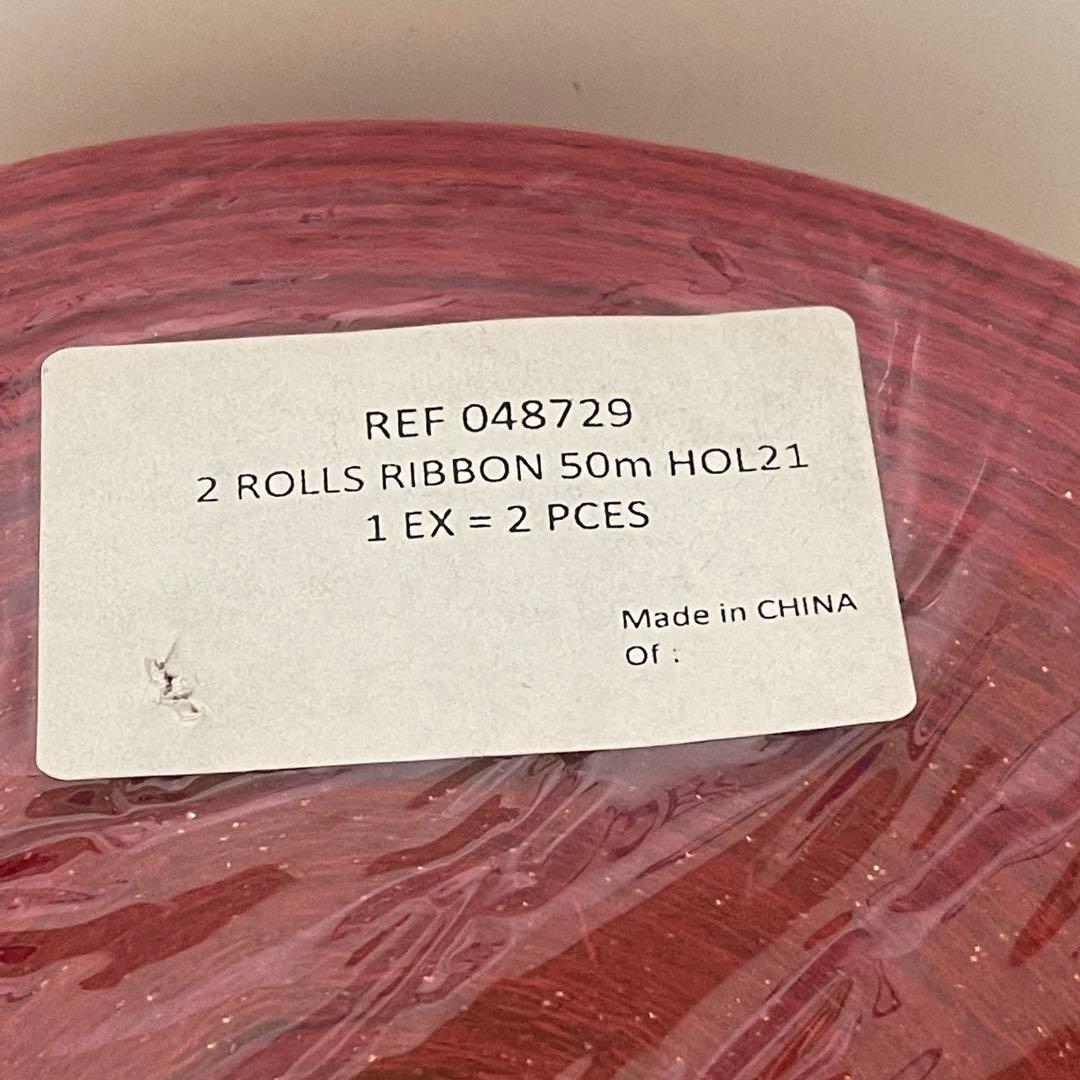 REF 048729
2 ROLLS RIBBON 50m HOL21
1 EX = 2 PCES
Made in CHINA
Of :